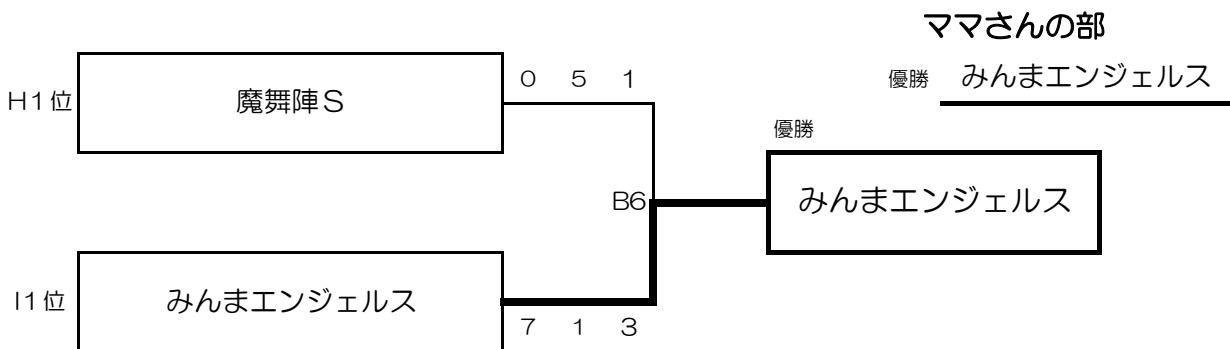 ママさんの部
優勝 みんまエンジェルス
H1位 魔舞陣S 0 5 1
優勝
B6 みんまエンジェルス
I1位 みんまエンジェルス
7 1 3